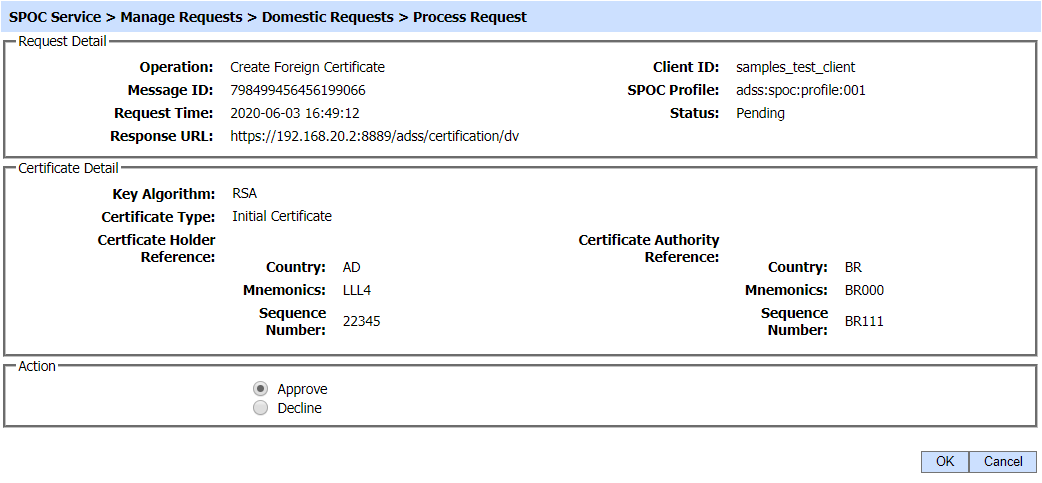 SPOC Service > Manage Requests > Domestic Requests > Process Request
Request Detail
Operation: Create Foreign Certificate Client ID: samples_test_client
Message ID: 798499456456199066 SPOC Profile: adss:spoc:profile:001
Request Time: 2020-06-03 16:49:12 Status: Pending
Response URL: https://192.168.20.2:8889/adss/certification/dv
Certificate Detail
Key Algorithm: RSA
Certificate Type: Initial Certificate
Certficate Holder Certificate Authority
Reference: Reference:
Country: AD Country: BR
Mnemonics: LLL4 Mnemonics: BR000
Sequence Number: 22345 Sequence Number: BR111
Action
Approve
Decline
OK Cancel